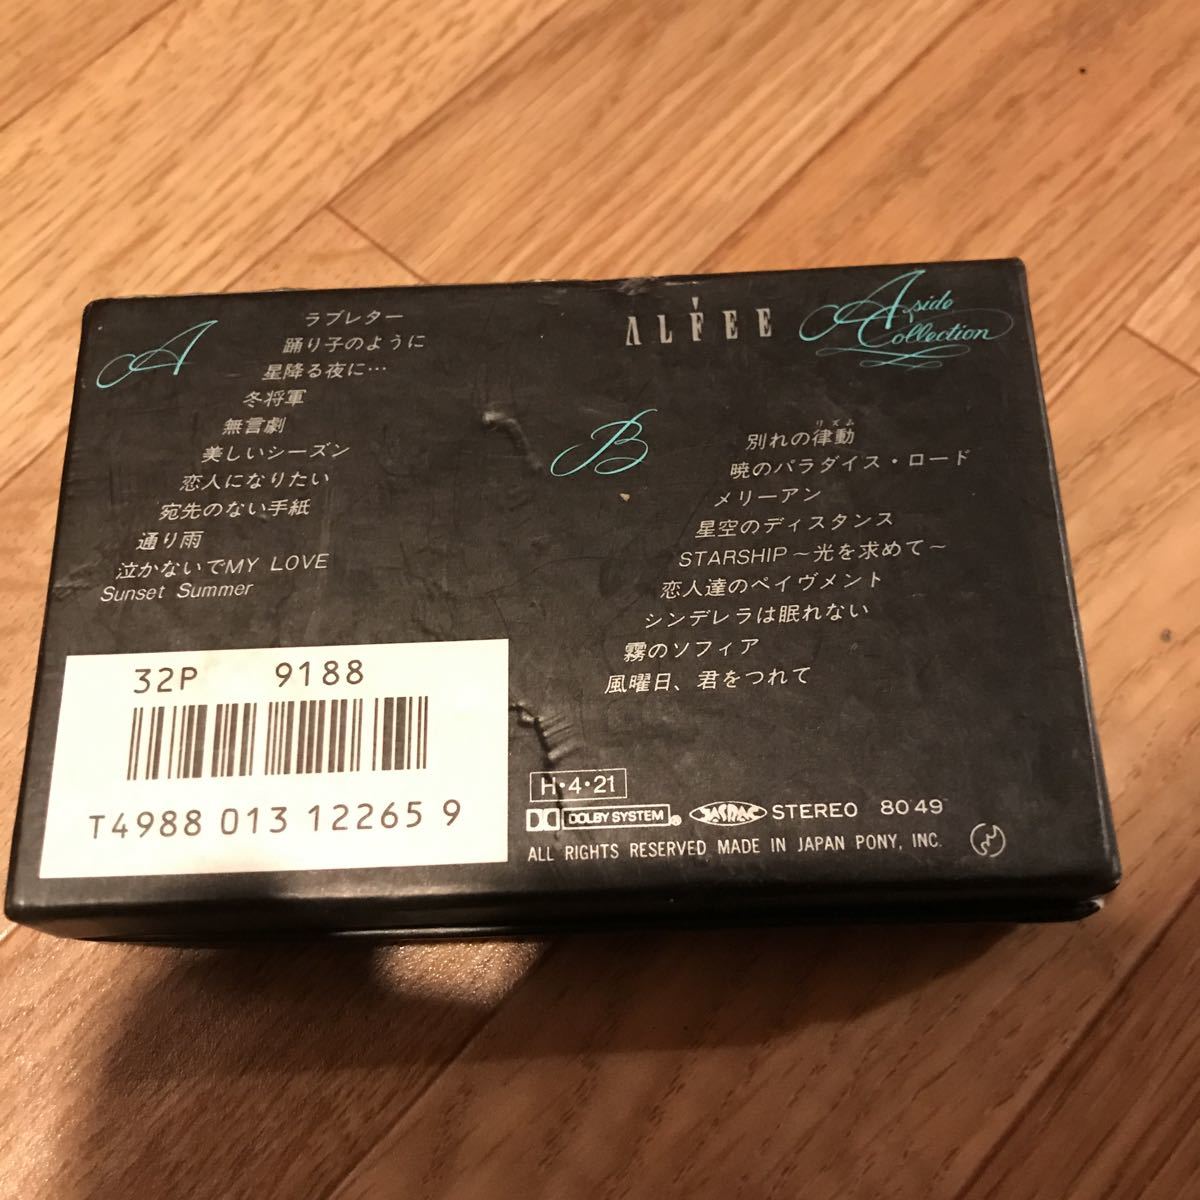 A
ラブレター
踊り子のように
星降る夜に…
冬将軍
無言劇
美しいシーズン
恋人になりたい
宛先のない手紙
通り雨
泣かないでMY LOVE
Sunset Summer
ALFEE
A side
Collection
B
リズム
別れの律動
暁のパラダイス・ロード
メリーアン
星空のディスタンス
STARSHIP～光を求めて～
恋人達のペイヴメント
シンデレラは眠れない
霧のソフィア
風曜日、君をつれて
32P 9188
T4988 013 12265 9
H・4・21
DOLBY SYSTEM ® JASRAC STEREO 8049
ALL RIGHTS RESERVED MADE IN JAPAN PONY, INC.